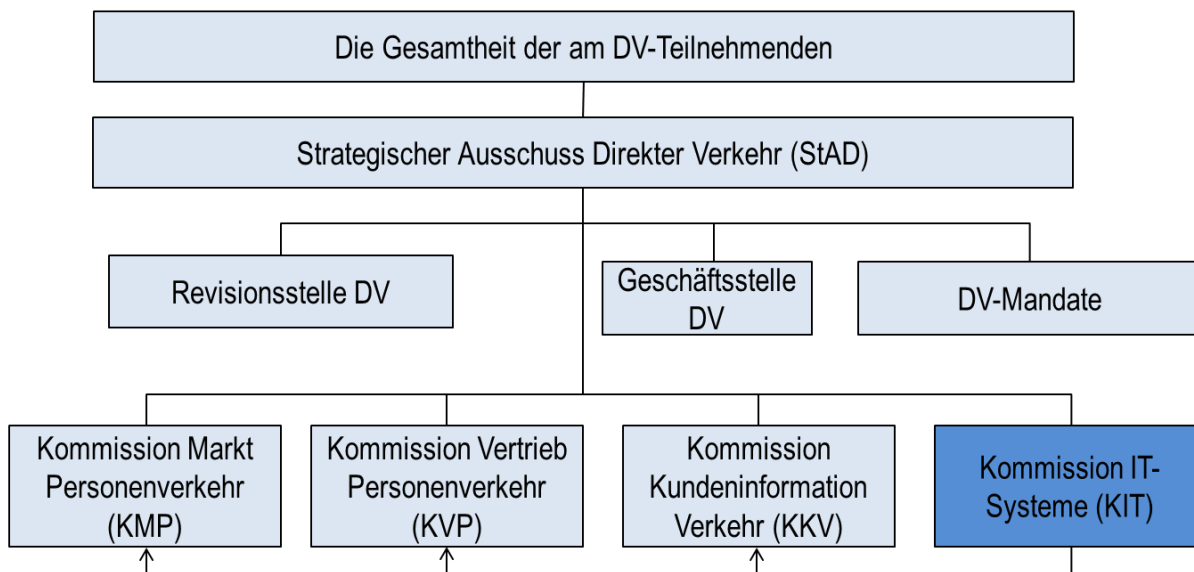 Die Gesamtheit der am DV-Teilnehmenden
Strategischer Ausschuss Direkter Verkehr (StAD)
Revisionsstelle DV
Geschäftsstelle
DV
DV-Mandate
Kommission Markt
Personenverkehr
(KMP)
Kommission Vertrieb
Personenverkehr
(KVP)
Kommission
Kundeninformation
Verkehr (KKV)
Kommission IT-
Systeme (KIT)